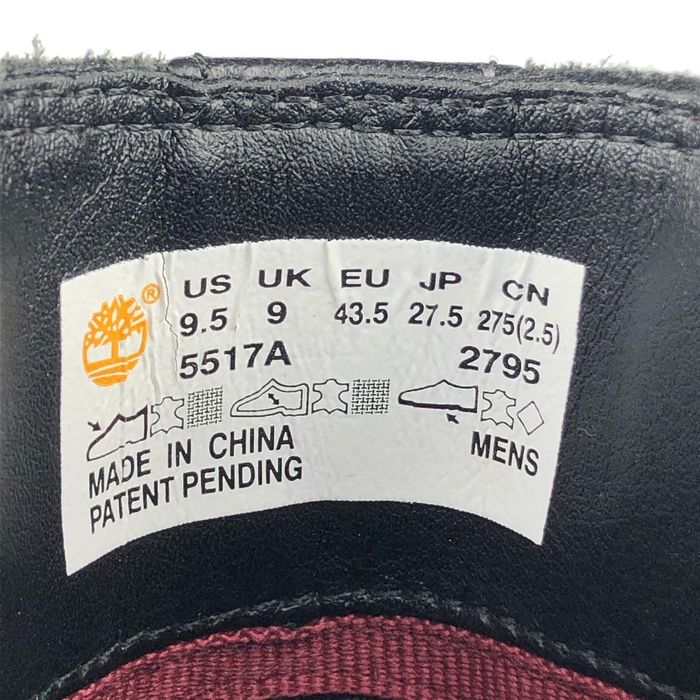 US UK EU JP CN
9.5 9 43.5 27.5 275(2.5)
5517A 2795
MADE IN CHINA MENS
PATENT PENDING
®